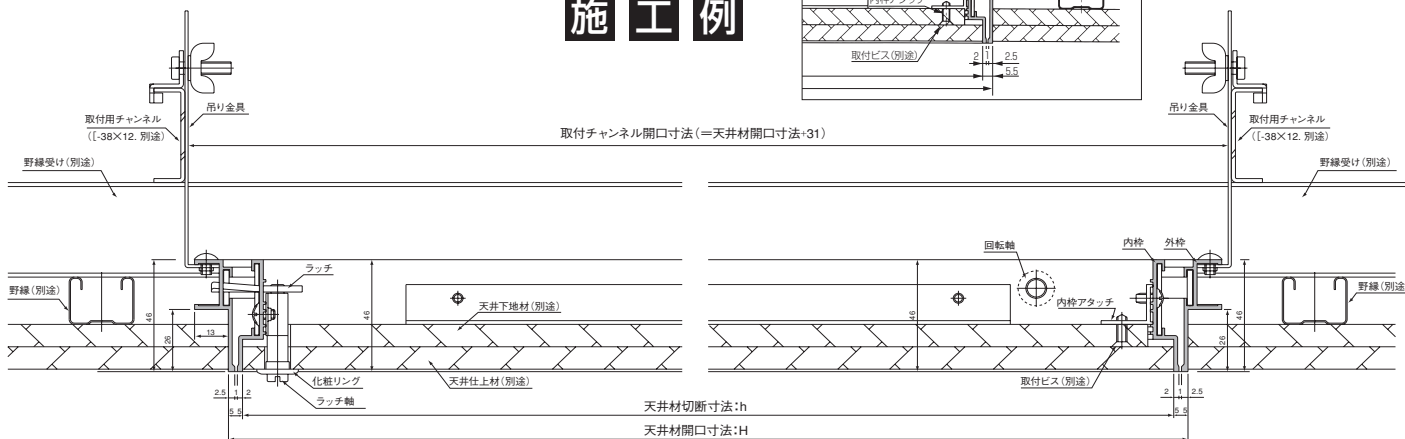 施工例
内枠アタッチ
取付ビス(別途)
2 1 2.5
5.5
吊り金具
取付用チャンネル
([-38×12. 別途)
野縁受け(別途)
取付チャンネル開口寸法(=天井材開口寸法+31)
吊り金具
取付用チャンネル
([-38×12. 別途)
野縁受け(別途)
ラッチ
回転軸
内枠
外枠
野縁(別途)
天井下地材(別途)
内枠アタッチ
野縁(別途
46
13
26
46
46
26
46
化粧リング
天井仕上材(別途)
取付ビス(別途)
ラッチ軸
2.5 1 2
5.5
2 1 2.5
5.5
天井材切断寸法:h
天井材開口寸法:H